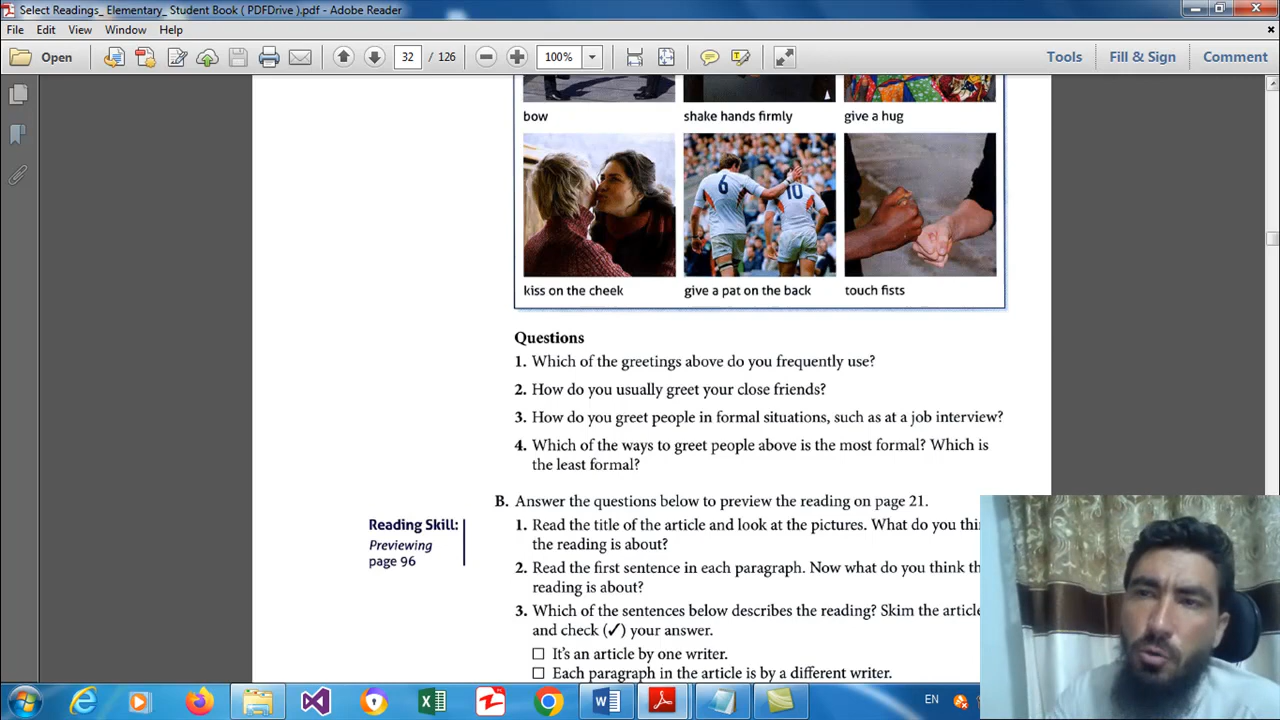 Select Readings_ Elementary_ Student Book ( PDFDrive ).pdf - Adobe Reader
File Edit View Window Help
Open 32 / 126 100% Tools Fill & Sign Comment
bow shake hands firmly give a hug
6 10
kiss on the cheek give a pat on the back touch fists
Questions
1. Which of the greetings above do you frequently use?
2. How do you usually greet your close friends?
3. How do you greet people in formal situations, such as at a job interview?
4. Which of the ways to greet people above is the most formal? Which is
the least formal?
B. Answer the questions below to preview the reading on page 21.
Reading Skill:
Previewing
page 96
1. Read the title of the article and look at the pictures. What do you thi
the reading is about?
2. Read the first sentence in each paragraph. Now what do you think th
reading is about?
3. Which of the sentences below describes the reading? Skim the article
and check (✓) your answer.
☐ It's an article by one writer.
☐ Each paragraph in the article is by a different writer.
EN